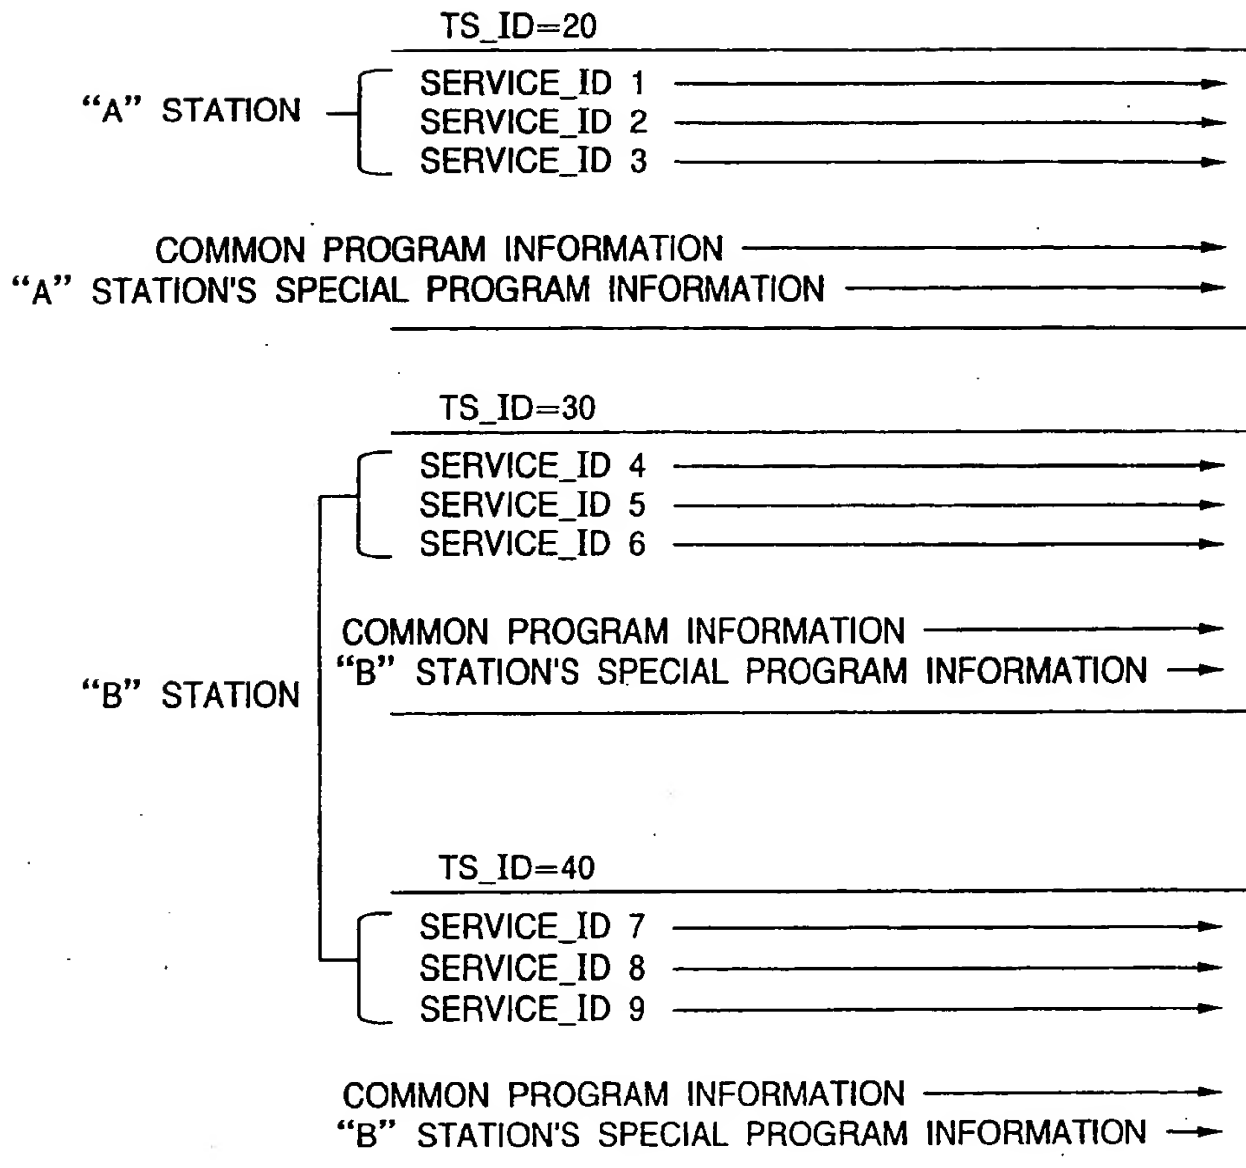 TS_ID=20
SERVICE_ID 1
“A” STATION
SERVICE_ID 2
SERVICE_ID 3
COMMON PROGRAM INFORMATION
“A” STATION'S SPECIAL PROGRAM INFORMATION
TS_ID=30
SERVICE_ID 4
SERVICE_ID 5
SERVICE_ID 6
COMMON PROGRAM INFORMATION
“B” STATION'S SPECIAL PROGRAM INFORMATION
“B” STATION
TS_ID=40
SERVICE_ID 7
SERVICE_ID 8
SERVICE_ID 9
COMMON PROGRAM INFORMATION
“B” STATION'S SPECIAL PROGRAM INFORMATION